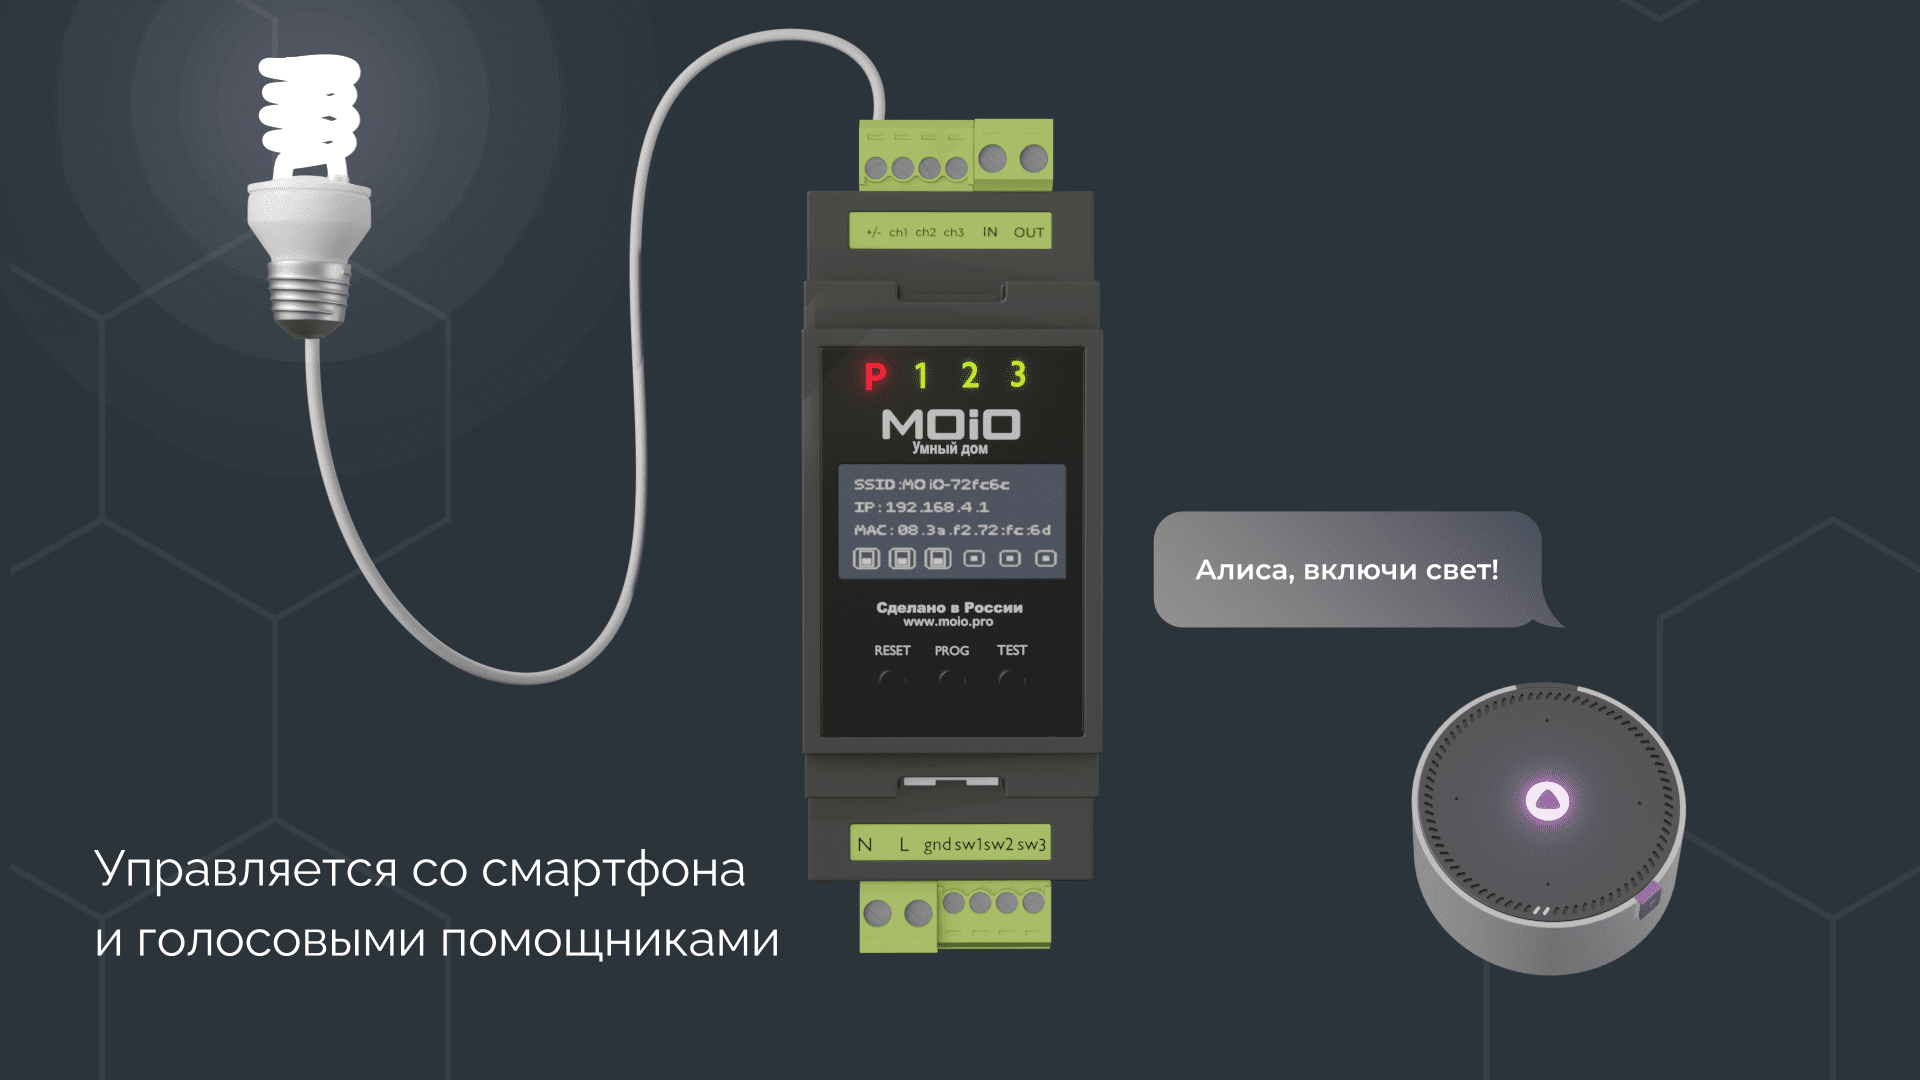 +/- ch1 ch2 ch3 IN OUT
P 1 2 3
MOiO
Умный дом
SSID:MOiO-72fc6c
IP:192.168.4.1
MAC:08.3a.f2.72:fc:6d
Сделано в России
www.moio.pro
RESET PROG TEST
N L gnd sw1 sw2 sw3
Алиса, включи свет!
Управляется со смартфона
и голосовыми помощниками